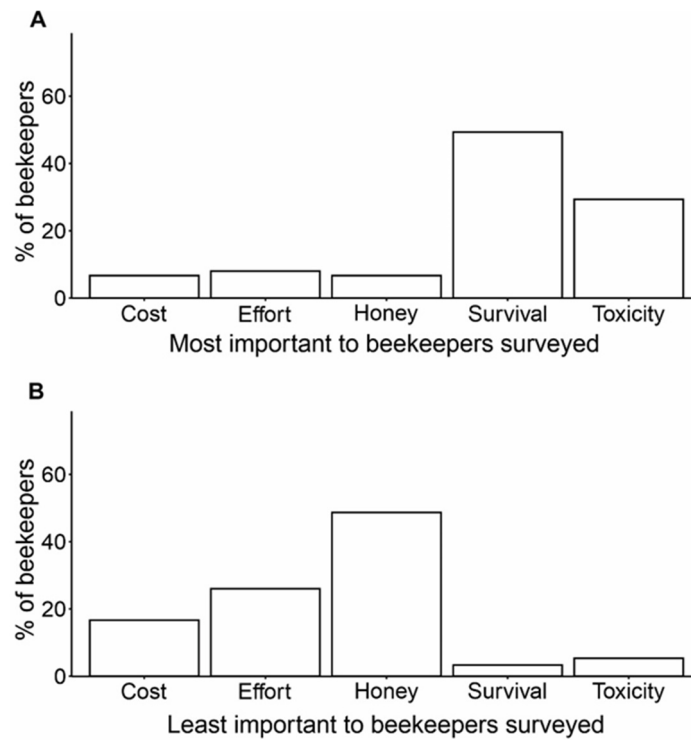 A
% of beekeepers
60
40
20
0
Cost Effort Honey Survival Toxicity
Most important to beekeepers surveyed
B
% of beekeepers
60
40
20
0
Cost Effort Honey Survival Toxicity
Least important to beekeepers surveyed